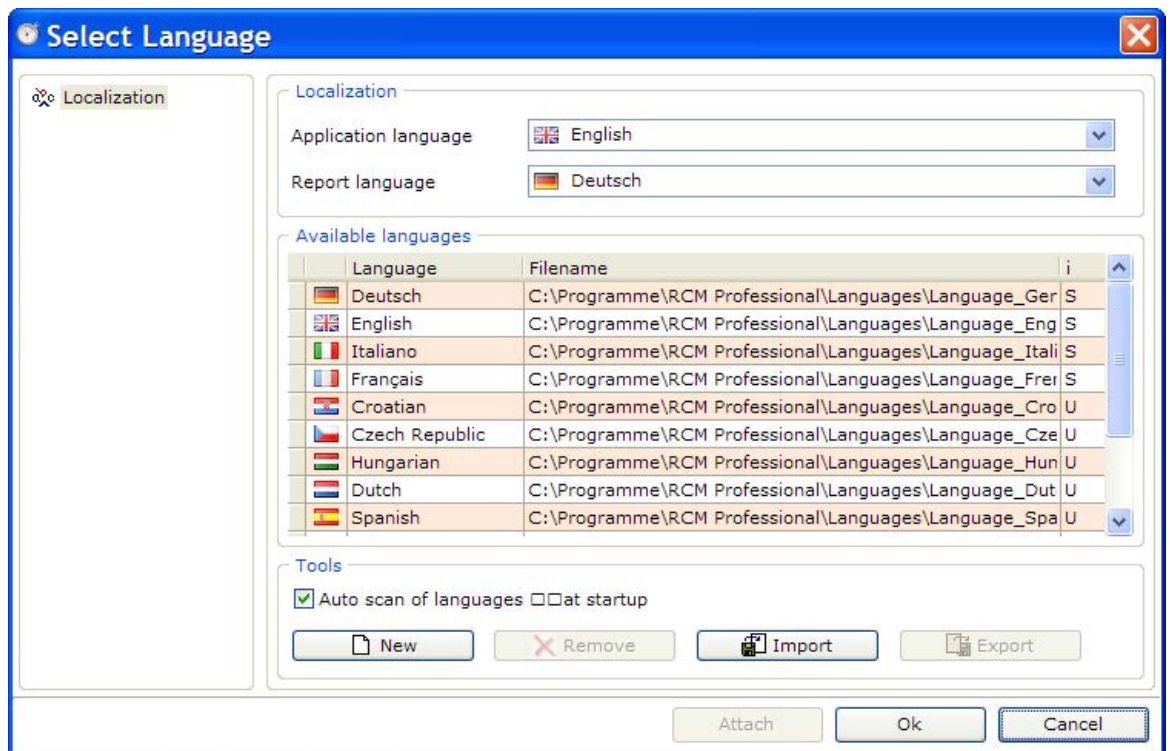 Select Language
Localization
Localization
Application language English
Report language Deutsch
Available languages
Language Filename i
Deutsch C:\Programme\RCM Professional\Languages\Language_Ger S
English C:\Programme\RCM Professional\Languages\Language_Eng S
Italiano C:\Programme\RCM Professional\Languages\Language_Itali S
Français C:\Programme\RCM Professional\Languages\Language_Frer S
Croatian C:\Programme\RCM Professional\Languages\Language_Cro U
Czech Republic C:\Programme\RCM Professional\Languages\Language_Cze U
Hungarian C:\Programme\RCM Professional\Languages\Language_Hun U
Dutch C:\Programme\RCM Professional\Languages\Language_Dut U
Spanish C:\Programme\RCM Professional\Languages\Language_Spa U
Tools
Auto scan of languages □□at startup
New Remove Import Export
Attach Ok Cancel